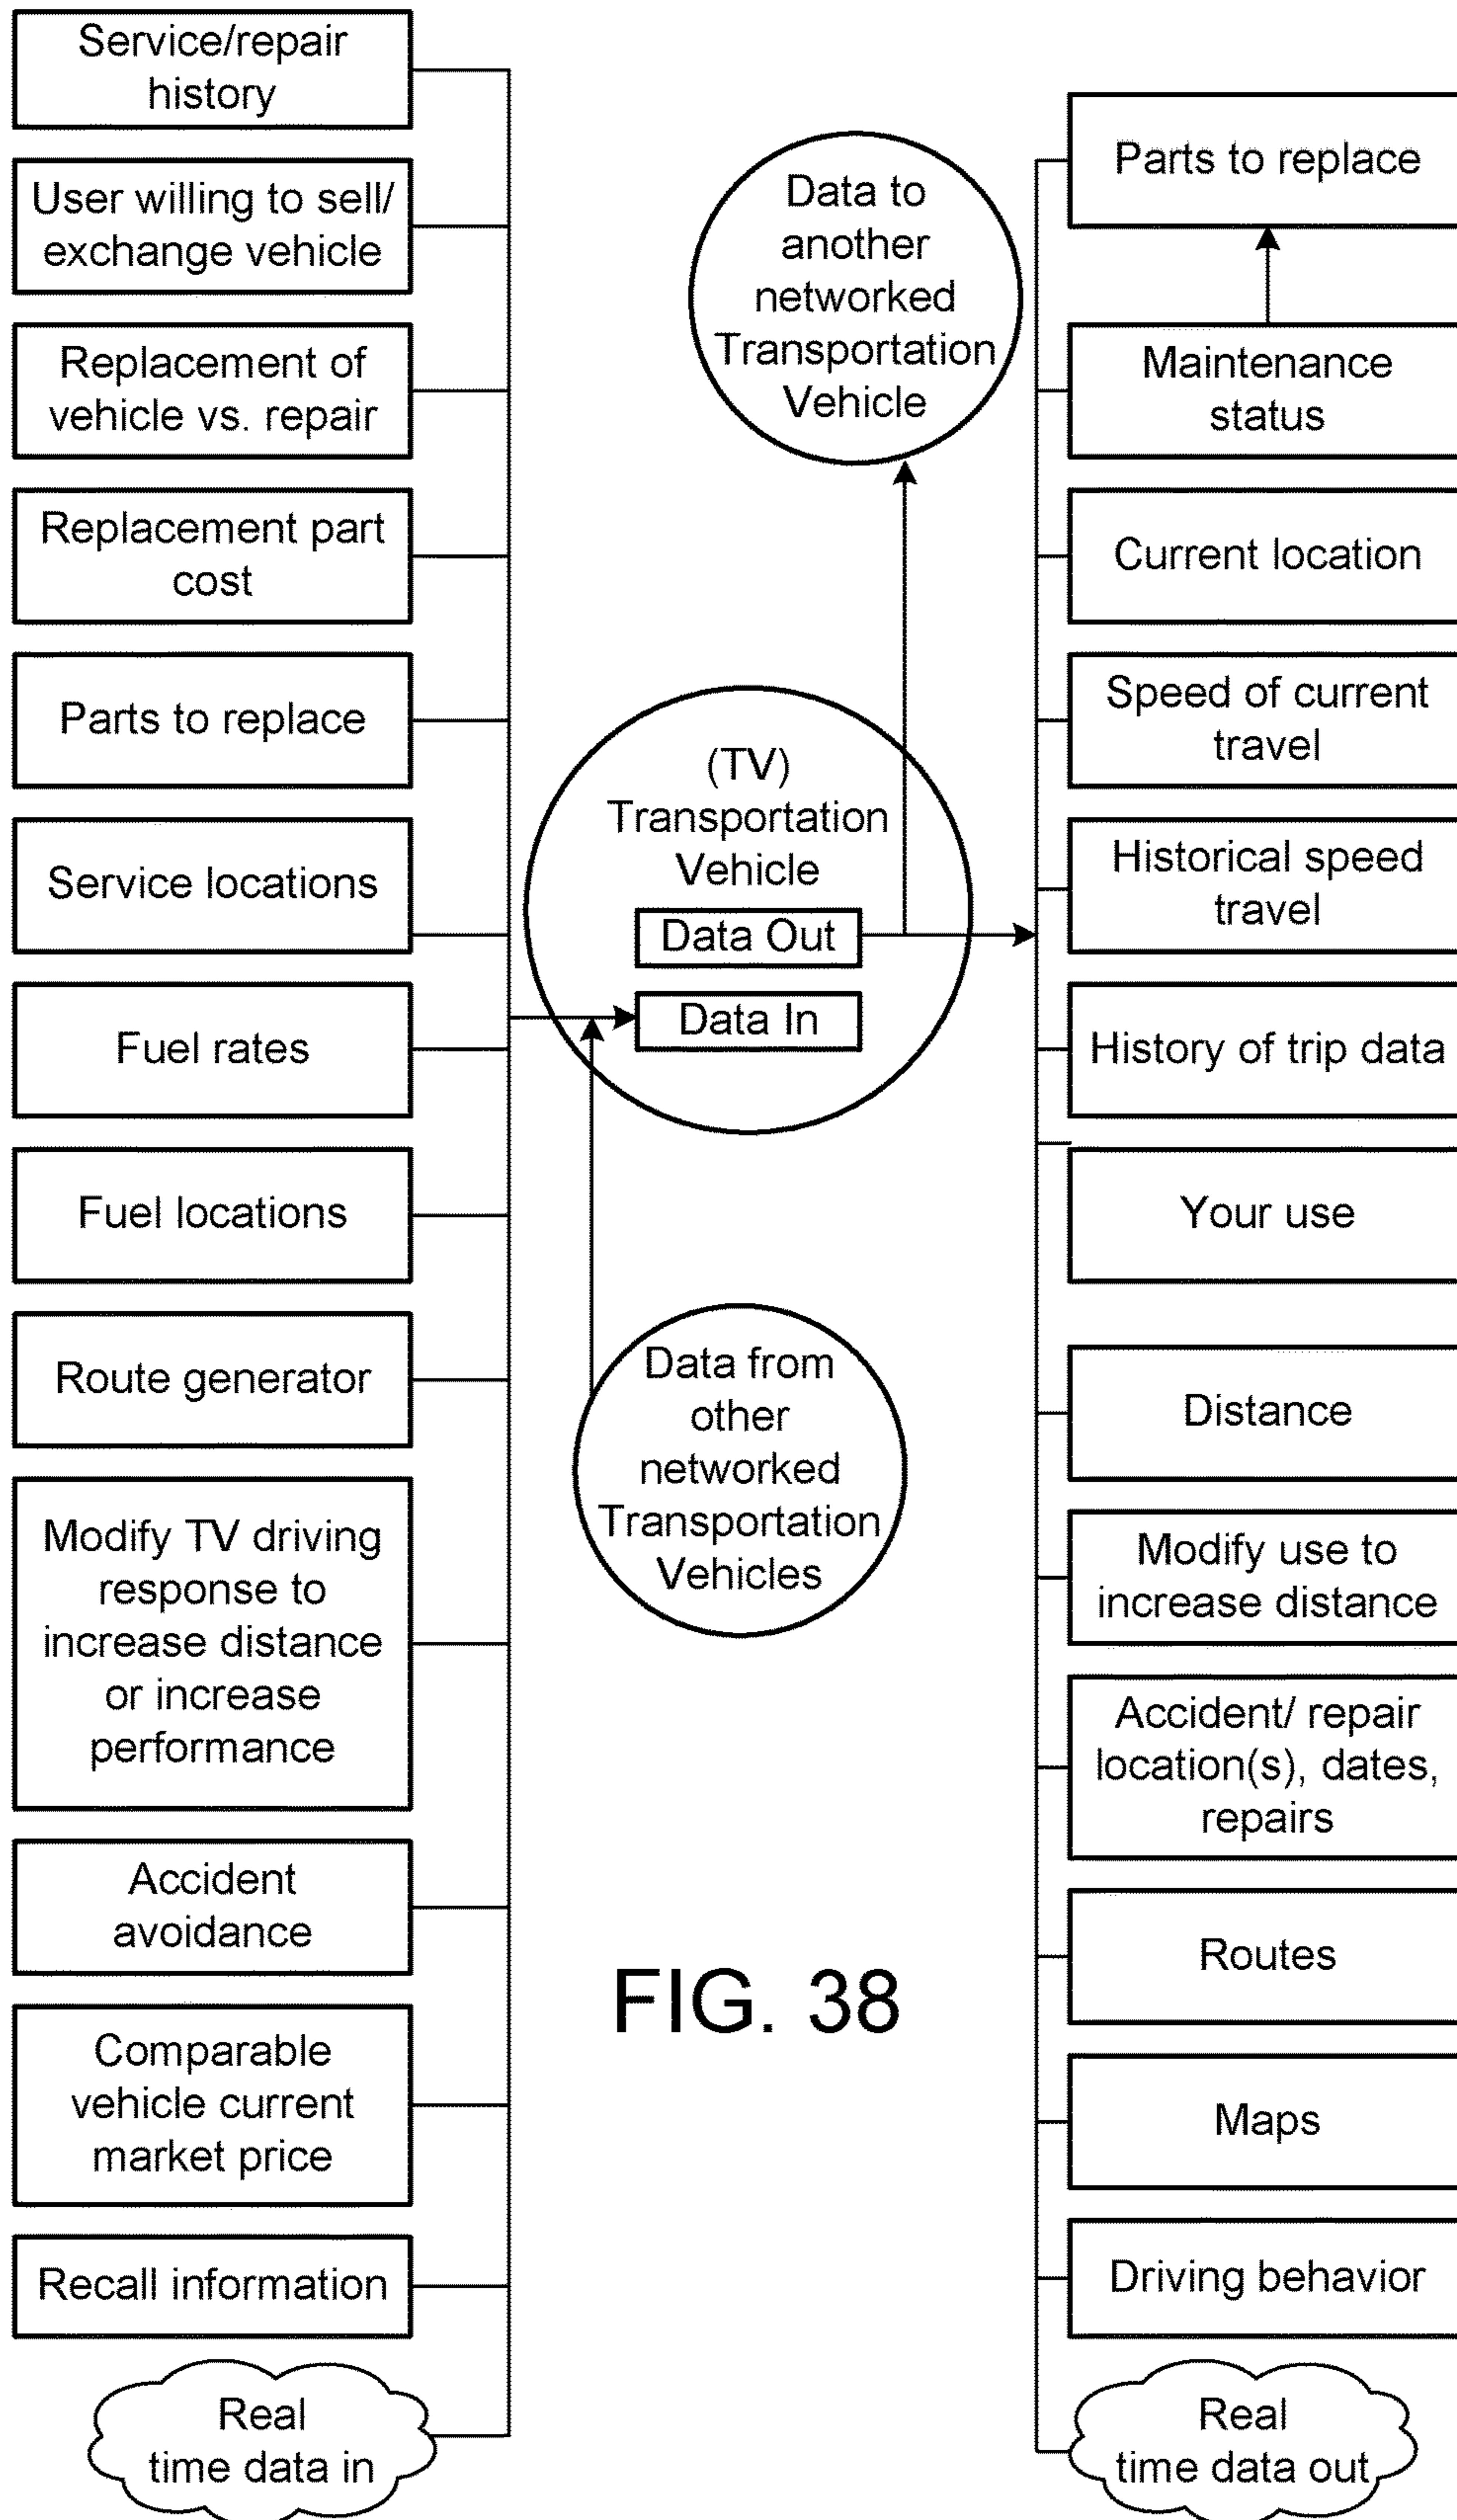 Service/repair
history
User willing to sell/
exchange vehicle
Replacement of
vehicle vs. repair
Replacement part
cost
Parts to replace
Service locations
Fuel rates
Fuel locations
Route generator
Modify TV driving
response to
increase distance
or increase
performance
Accident
avoidance
Comparable
vehicle current
market price
Recall information
Real
time data in
Data to
another
networked
Transportation
Vehicle
(TV)
Transportation
Vehicle
Data Out
Data In
Data from
other
networked
Transportation
Vehicles
FIG. 38
Parts to replace
Maintenance
status
Current location
Speed of current
travel
Historical speed
travel
History of trip data
Your use
Distance
Modify use to
increase distance
Accident/ repair
location(s), dates,
repairs
Routes
Maps
Driving behavior
Real
time data out